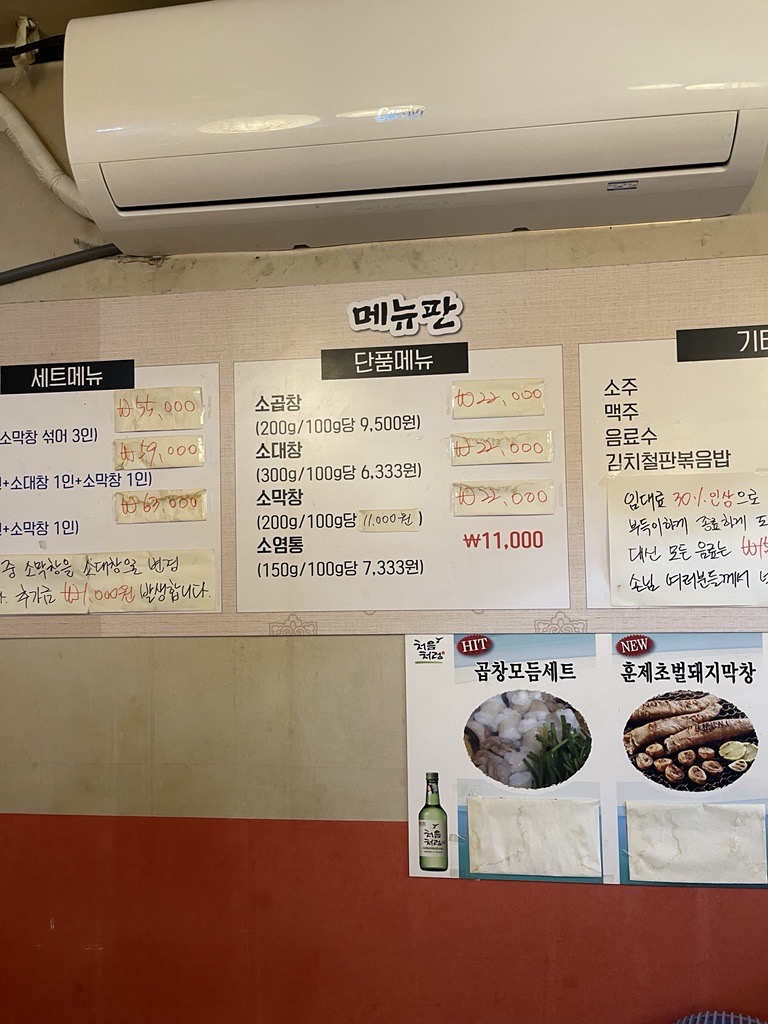 Carrier
메뉴판
세트메뉴
₩55,000
소막창 섞어 3인)
₩59,000
+소대창 1인+소막창 1인)
₩63,000
+소막창 1인)
중 소막창을 소대창으로 변경
추가금 ₩1,000원 발생합니다.
단품메뉴
소곱창 ₩22,000
(200g/100g당 9,500원)
소대창 ₩22,000
(300g/100g당 6,333원)
소막창 ₩22,000
(200g/100g당 11,000원)
소염통 ₩11,000
(150g/100g당 7,333원)
소주
맥주
음료수
김치철판볶음밥
임대료 30% 인상으로
부득이하게 종료하게
대신 모든 음료는
손님 여러분들께서
처음처럼
HIT
곱창모듬세트
NEW
훈제초벌돼지막창
처음처럼